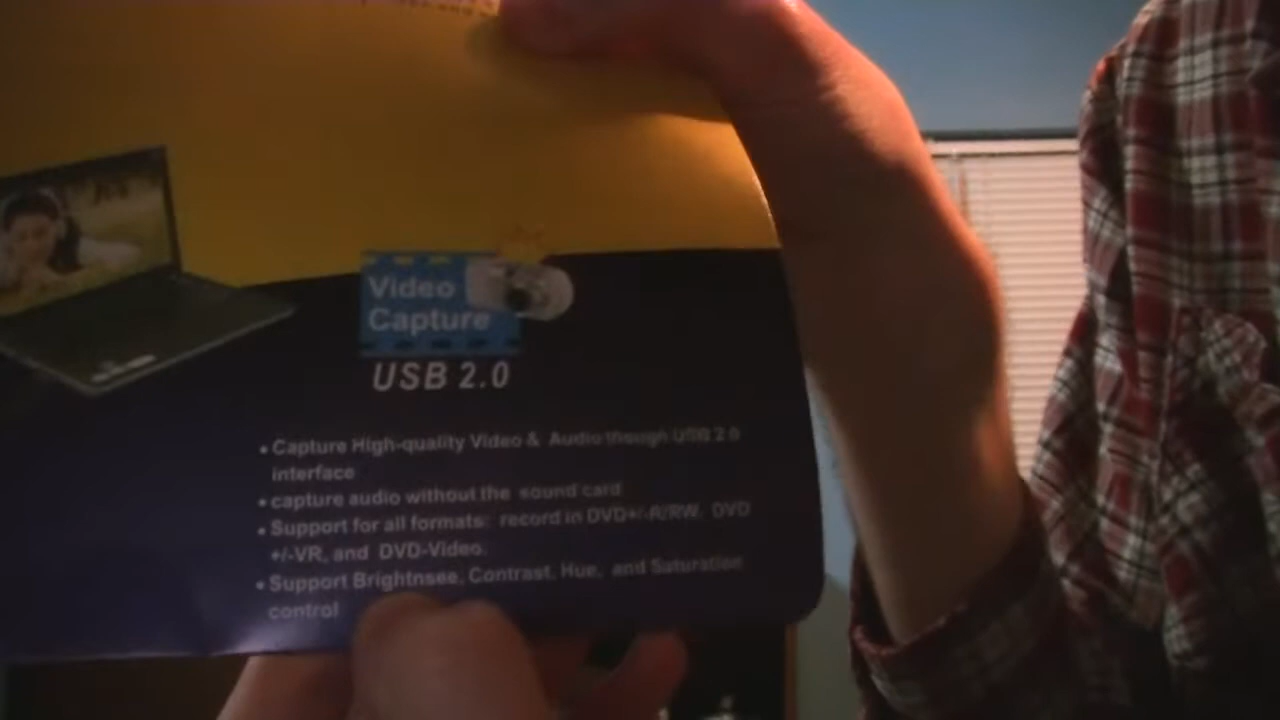 Video
Capture
USB 2.0
• Capture High-quality Video & Audio though USB 2.0
interface
• capture audio without the sound card
• Support for all formats: record in DVD+/-R/RW, DVD
+/-VR, and DVD-Video.
• Support Brightnsee, Contrast, Hue, and Saturation
control